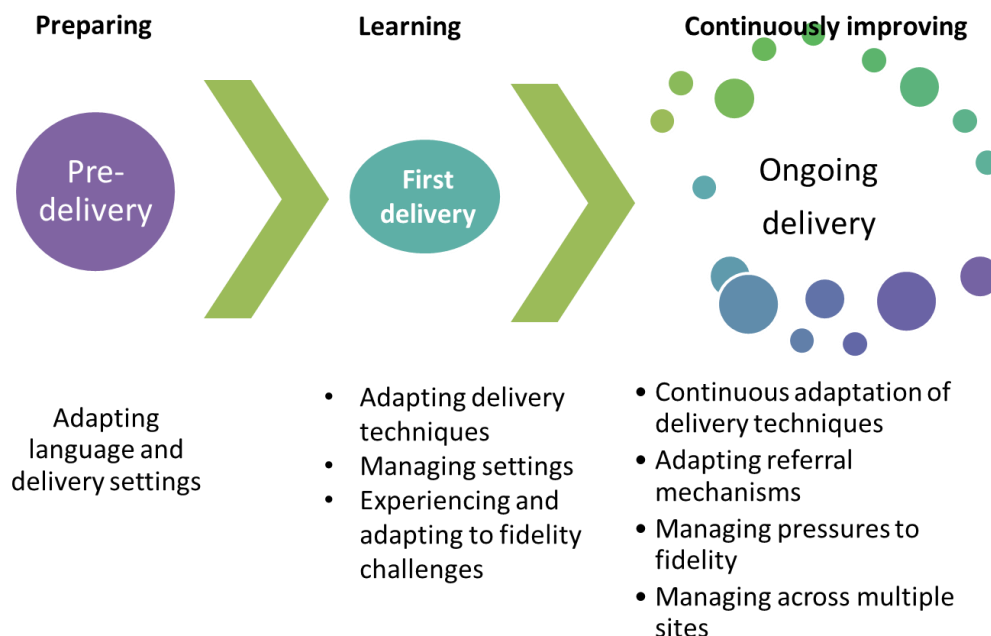 Preparing
Learning
Continuously improving
Pre-
delivery
First
delivery
Ongoing
delivery
Adapting
language and
delivery settings
• Adapting delivery
techniques
• Managing settings
• Experiencing and
adapting to fidelity
challenges
• Continuous adaptation of
delivery techniques
• Adapting referral
mechanisms
• Managing pressures to
fidelity
• Managing across multiple
sites